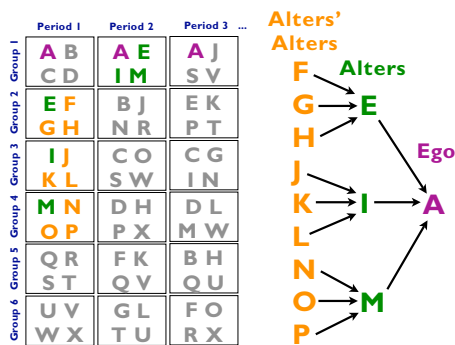 Period 1 Period 2 Period 3 ...
Group 1
A B A E A J
C D I M S V
Group 2
E F B J E K
G H N R P T
Group 3
I J C O C G
K L S W I N
Group 4
M N D H D L
O P P X M W
Group 5
Q R F K B H
S T Q V Q U
Group 6
U V G L F O
W X T U R X
Alters'
Alters
Alters
Ego
F
G
H
E
J
K
L
I
A
N
O
P
M